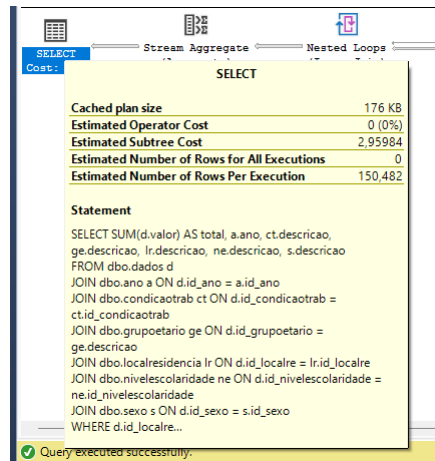 Stream Aggregate
Nested Loops
SELECT
Cost:
SELECT
Cached plan size 176 KB
Estimated Operator Cost 0 (0%)
Estimated Subtree Cost 2,95984
Estimated Number of Rows for All Executions 0
Estimated Number of Rows Per Execution 150,482
Statement
SELECT SUM(d.valor) AS total, a.ano, ct.descricao,
ge.descricao, lr.descricao, ne.descricao, s.descricao
FROM dbo.dados d
JOIN dbo.ano a ON d.id_ano = a.id_ano
JOIN dbo.condicaotrab ct ON d.id_condicaotrab =
ct.id_condicaotrab
JOIN dbo.grupoetario ge ON d.id_grupoetario =
ge.descricao
JOIN dbo.localresidencia lr ON d.id_localre = lr.id_localre
JOIN dbo.nivelescolaridade ne ON d.id_nivelescolaridade =
ne.id_nivelescolaridade
JOIN dbo.sexo s ON d.id_sexo = s.id_sexo
WHERE d.id_localre...
Query executed successfully.